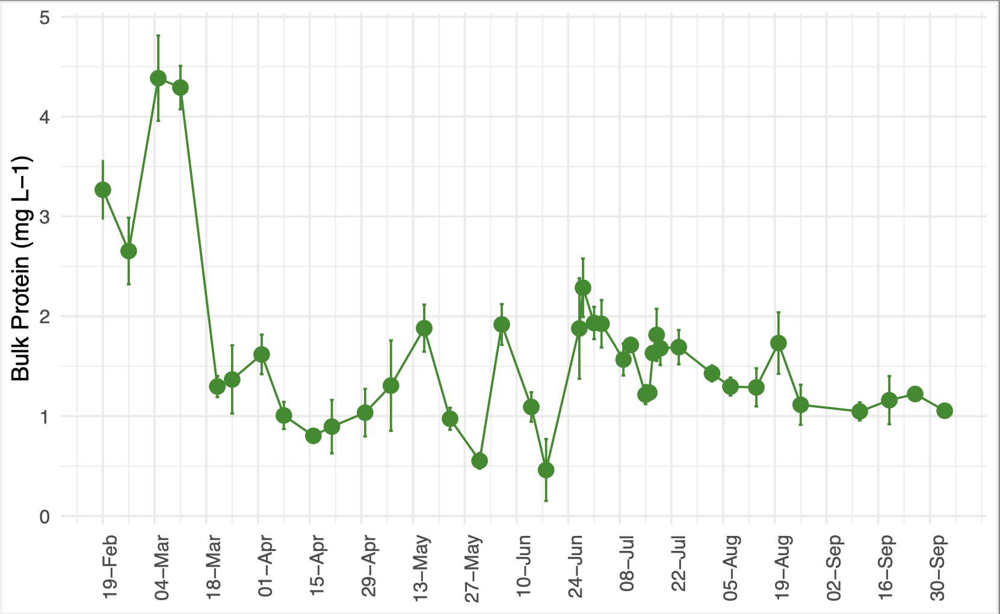 Bulk Protein (mg L−1)
5
4
3
2
1
0
19−Feb
04−Mar
18−Mar
01−Apr
15−Apr
29−Apr
13−May
27−May
10−Jun
24−Jun
08−Jul
22−Jul
05−Aug
19−Aug
02−Sep
16−Sep
30−Sep